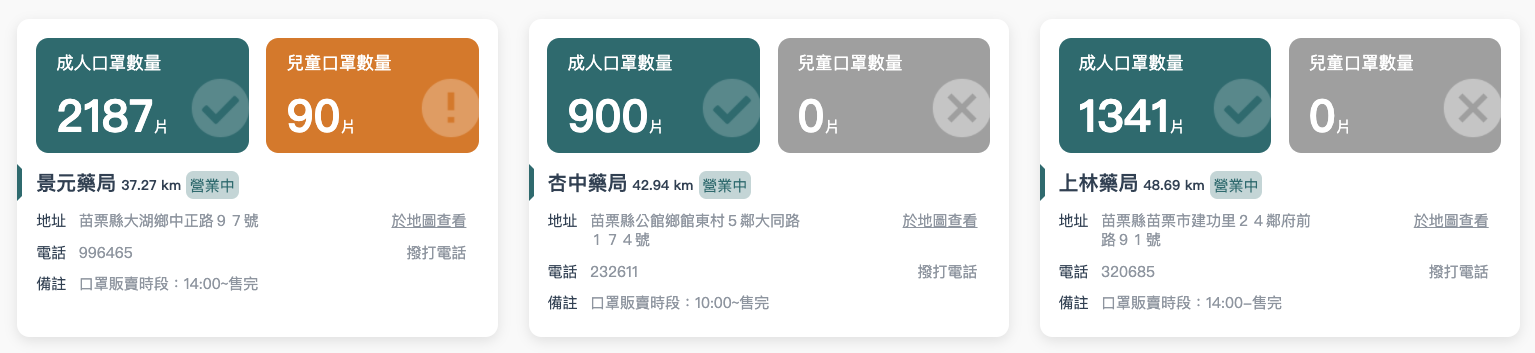 成人口罩數量
2187片
兒童口罩數量
90片
景元藥局 37.27 km 營業中
地址 苗栗縣大湖鄉中正路９７號 於地圖查看
電話 996465 撥打電話
備註 口罩販賣時段：14:00~售完
成人口罩數量
900片
兒童口罩數量
0片
杏中藥局 42.94 km 營業中
地址 苗栗縣公館鄉館東村５鄰大同路 於地圖查看
１７４號
電話 232611 撥打電話
備註 口罩販賣時段：10:00~售完
成人口罩數量
1341片
兒童口罩數量
0片
上林藥局 48.69 km 營業中
地址 苗栗縣苗栗市建功里２４鄰府前 於地圖查看
路９１號
電話 320685 撥打電話
備註 口罩販賣時段：14:00–售完